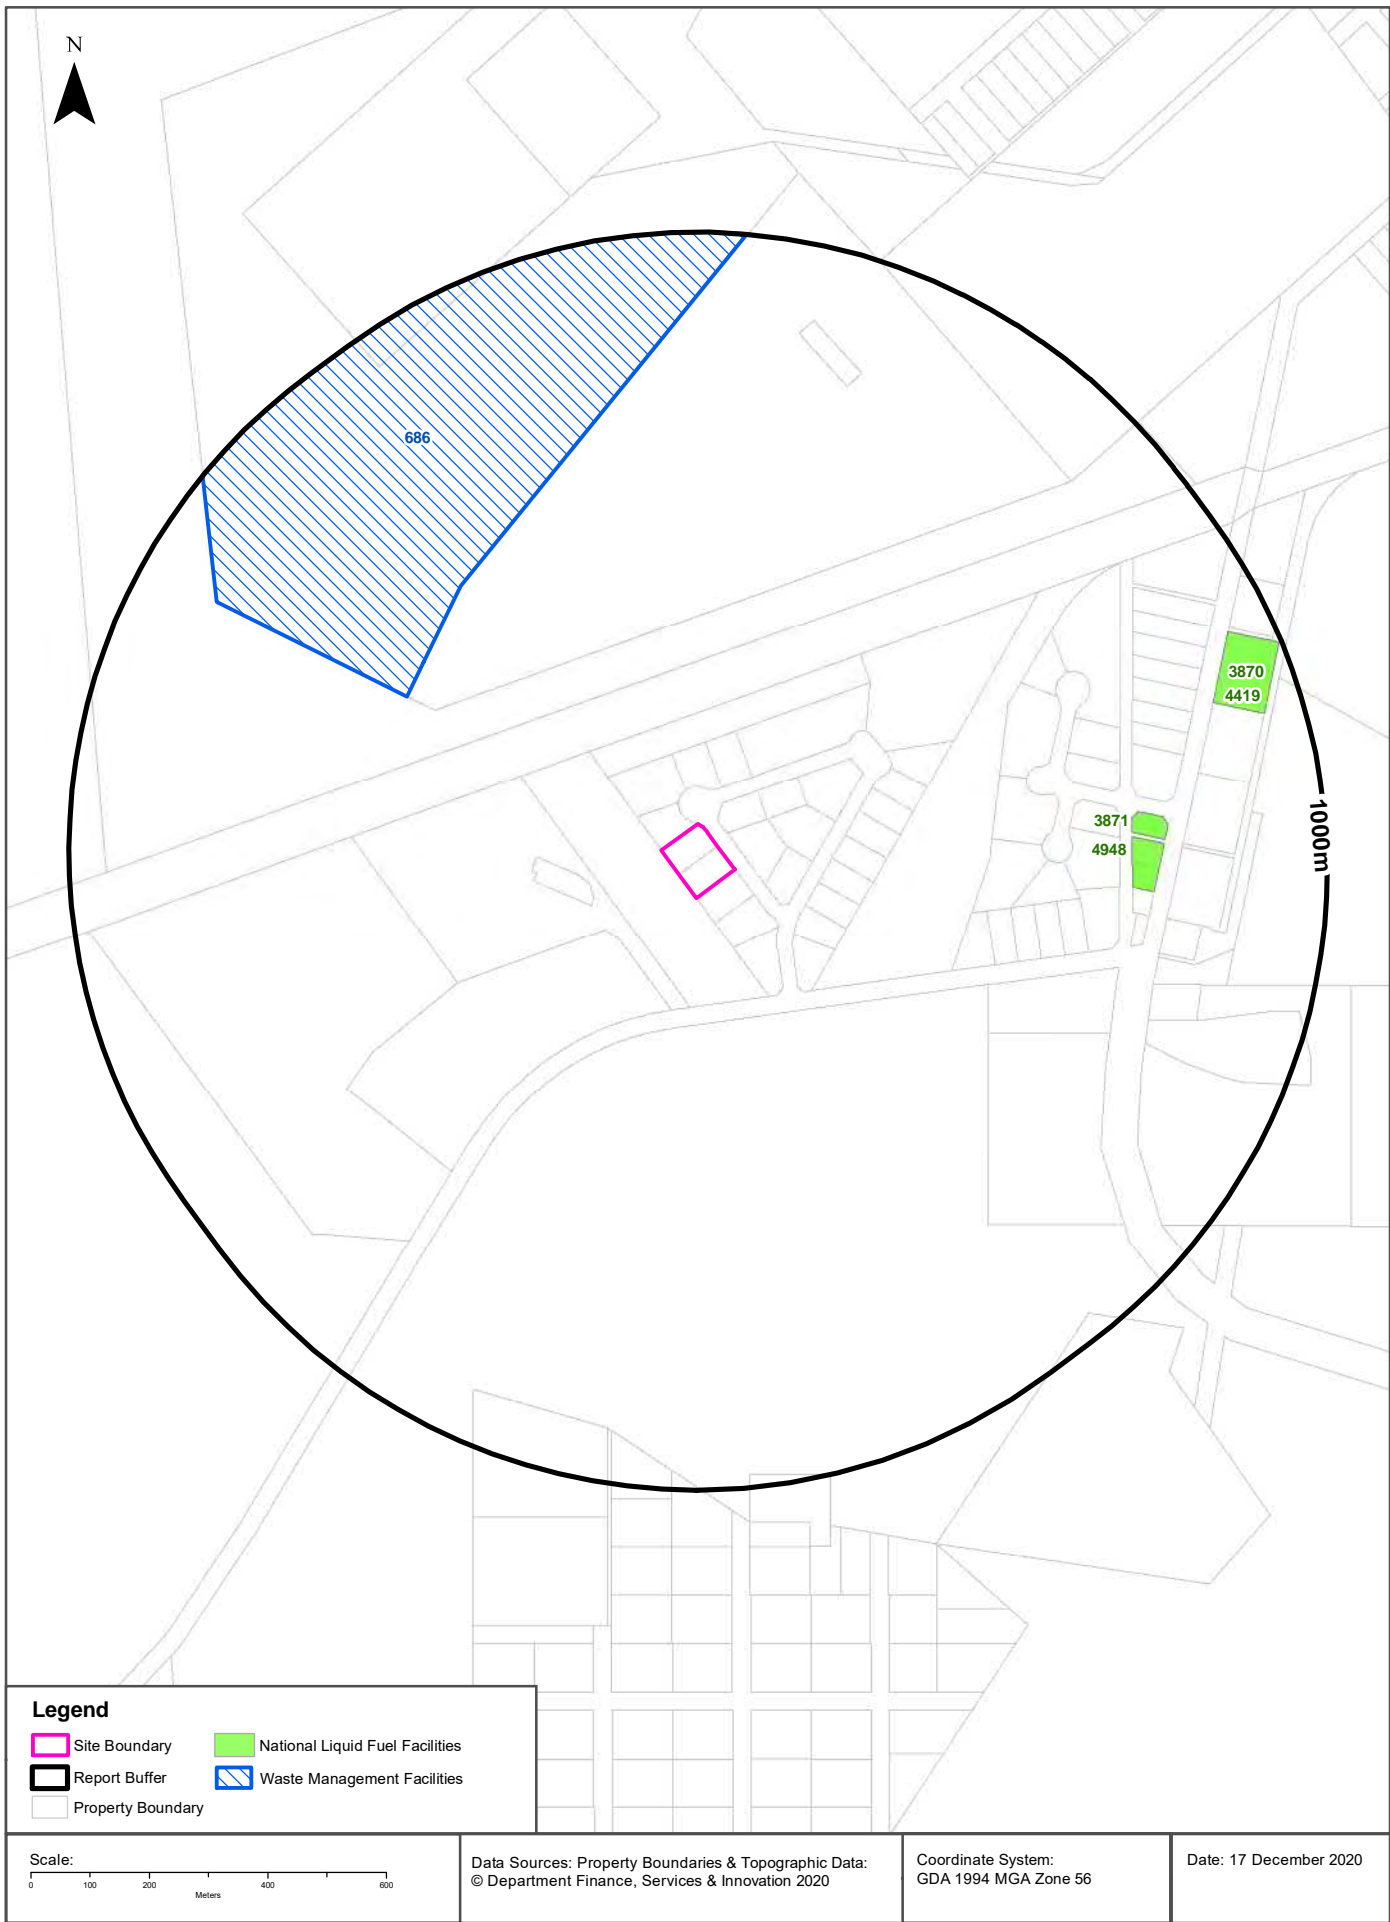 N
686
3870
4419
3871
4948
1000m
Legend
Site Boundary
National Liquid Fuel Facilities
Report Buffer
Waste Management Facilities
Property Boundary
Scale:
0 100 200 400 600
Meters
Data Sources: Property Boundaries & Topographic Data:
© Department Finance, Services & Innovation 2020
Coordinate System:
GDA 1994 MGA Zone 56
Date: 17 December 2020